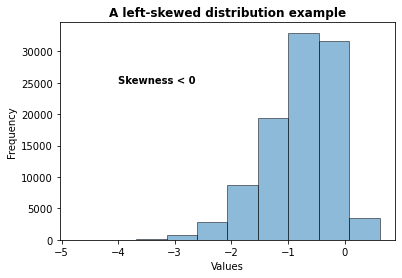 A left-skewed distribution example
30000
25000
20000
15000
10000
5000
0
Frequency
Skewness < 0
−5 −4 −3 −2 −1 0
Values